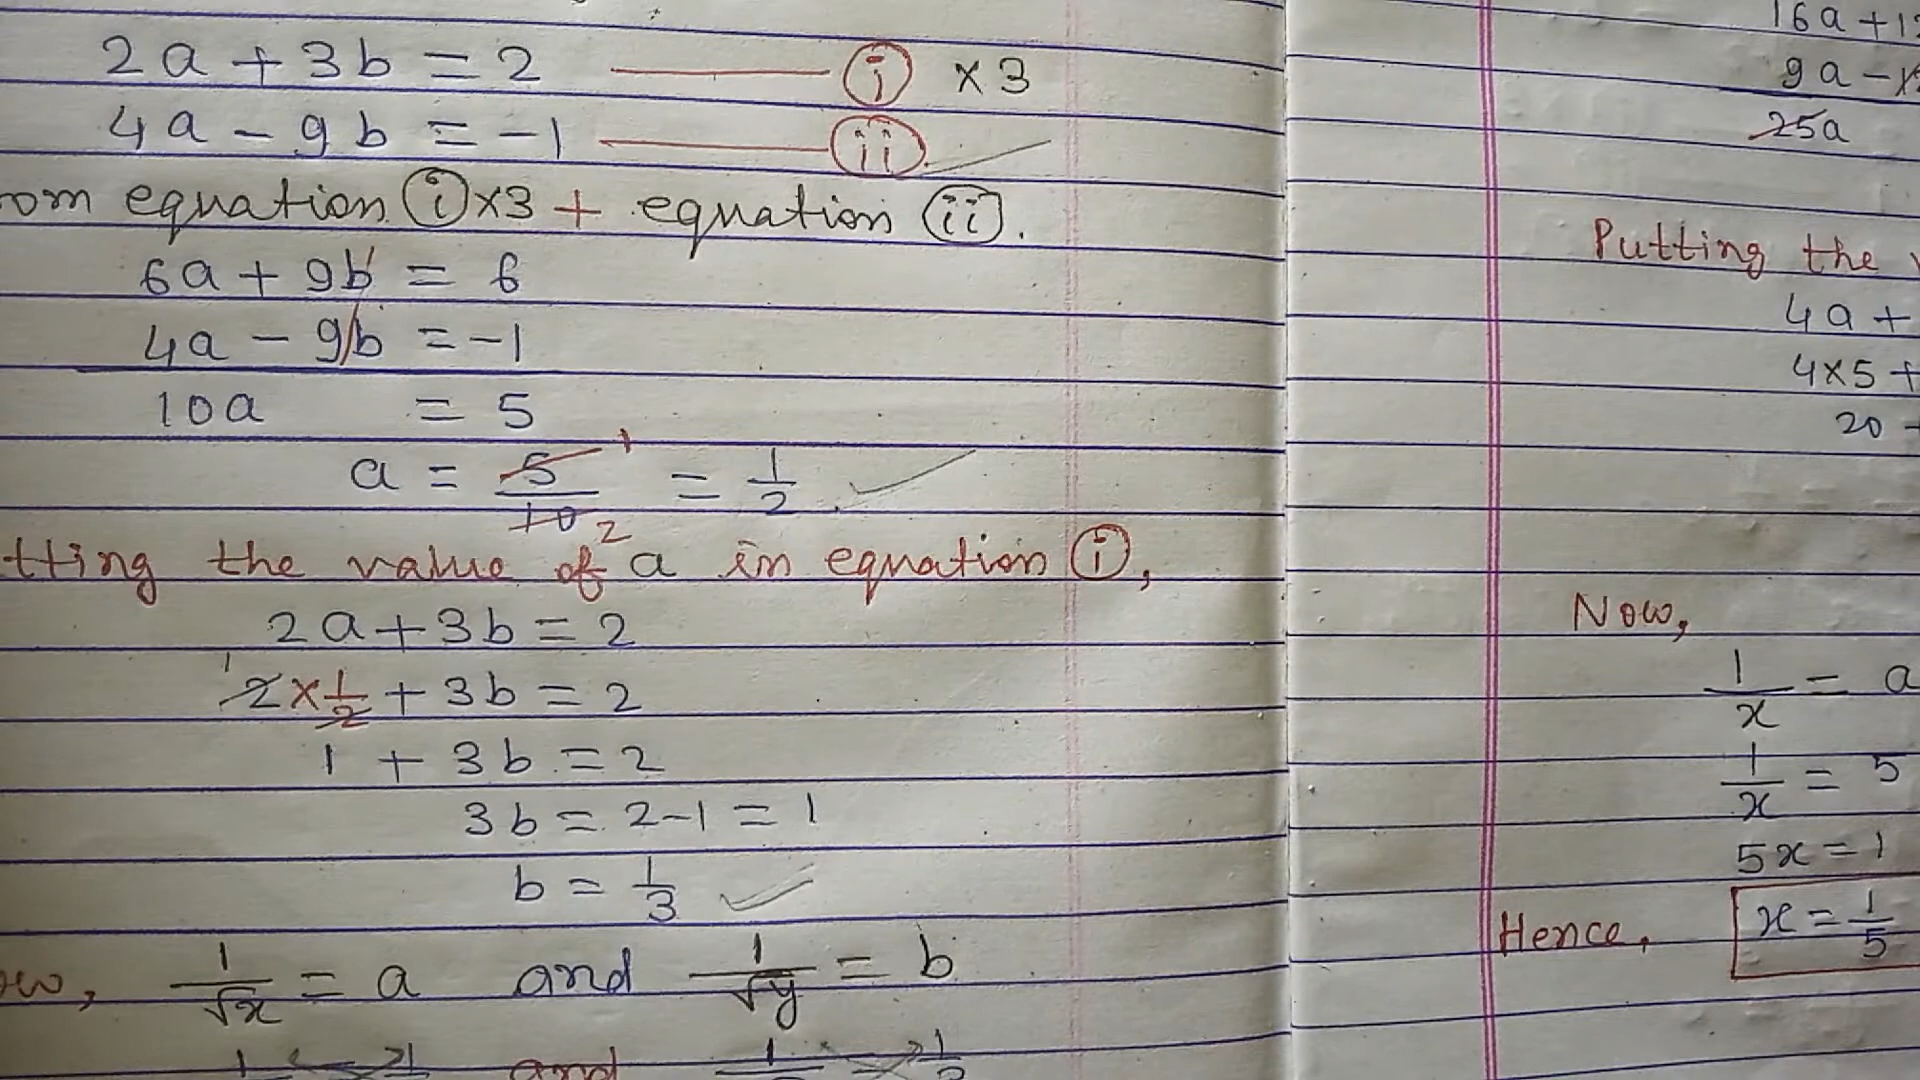 2a + 3b = 2 —— (i) ×3
4a - 9b = -1 —— (ii)
equation (i)×3 + equation (ii).
6a + 9b = 6
4a - 9b = -1
10a = 5
a = 5/10 = 1/2
the value of a in equation (i),
2a + 3b = 2
2 × 1/2 + 3b = 2
1 + 3b = 2
3b = 2-1 = 1
b = 1/3
1/√x = a and 1/√y = b
and
16a +
9a -
25a
Putting the
4a +
4×5 +
20
Now,
1/x = a
1/x = 5
5x = 1
Hence, x = 1/5